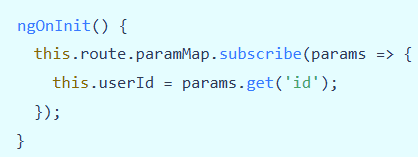 ngOnInit() {
  this.route.paramMap.subscribe(params => {
    this.userId = params.get('id');
  });
}